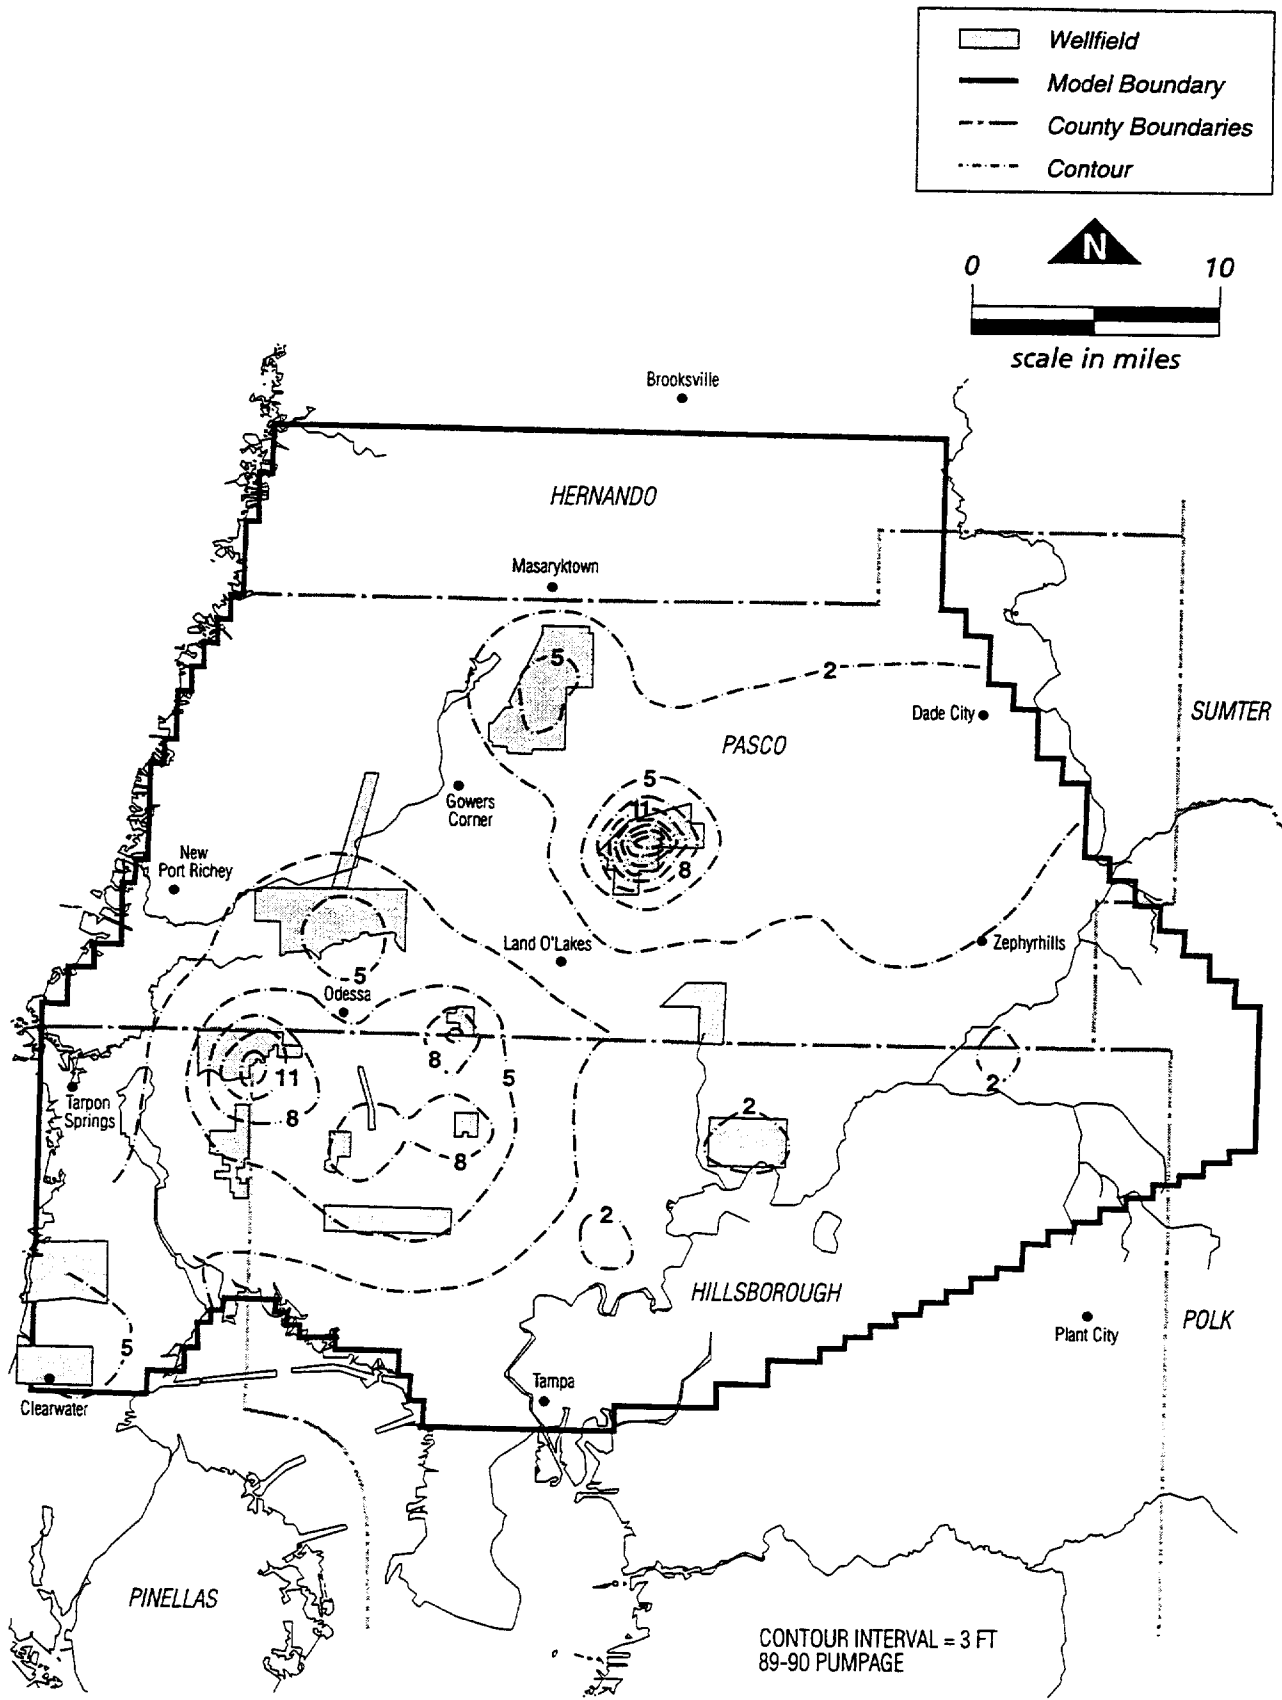 Wellfield
Model Boundary
County Boundaries
Contour
N
0 10
scale in miles
Brooksville
HERNANDO
Masaryktown
5
2
Dade City
SUMTER
PASCO
5
11
Gowers
Corner
8
New
Port Richey
Land O'Lakes
Zephyrhills
5
Odessa
8
11
5
2
Tarpon
Springs
8
2
8
2
HILLSBOROUGH
Plant City
POLK
5
Tampa
Clearwater
PINELLAS
CONTOUR INTERVAL = 3 FT
89-90 PUMPAGE